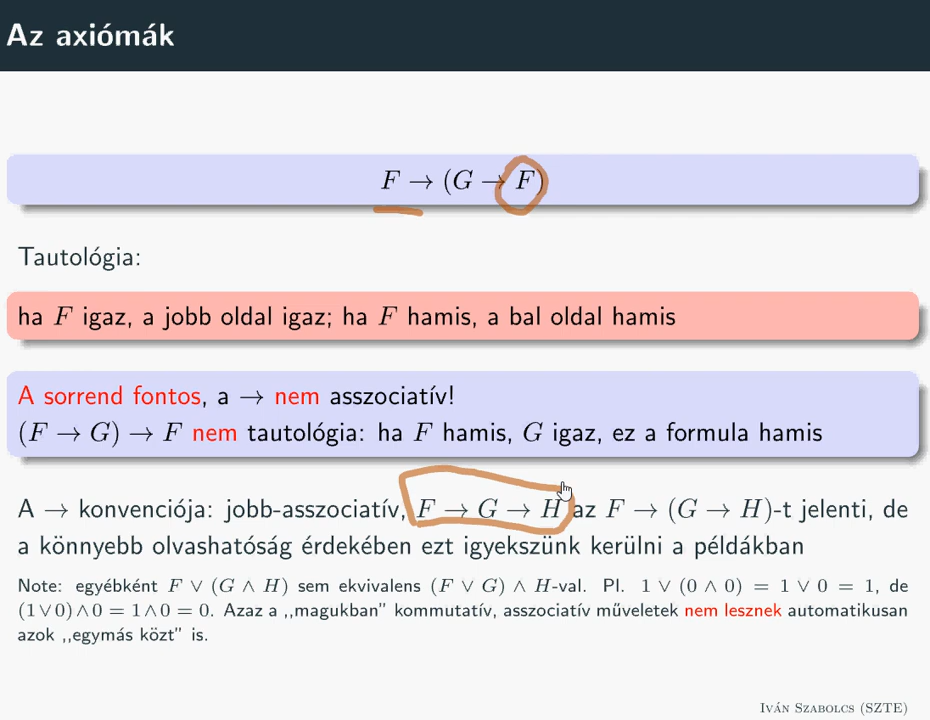 Az axiómák
F → (G → F)
Tautológia:
ha F igaz, a jobb oldal igaz; ha F hamis, a bal oldal hamis
A sorrend fontos, a → nem asszociatív!
(F → G) → F nem tautológia: ha F hamis, G igaz, ez a formula hamis
A → konvenciója: jobb-asszociatív, F → G → H az F → (G → H)-t jelenti, de
a könnyebb olvashatóság érdekében ezt igyekszünk kerülni a példákban
Note: egyébként F ∨ (G ∧ H) sem ekvivalens (F ∨ G) ∧ H-val. Pl. 1 ∨ (0 ∧ 0) = 1 ∨ 0 = 1, de
(1∨0)∧0 = 1∧0 = 0. Azaz a ,,magukban” kommutatív, asszociatív műveletek nem lesznek automatikusan
azok ,,egymás közt” is.
Iván Szabolcs (SZTE)